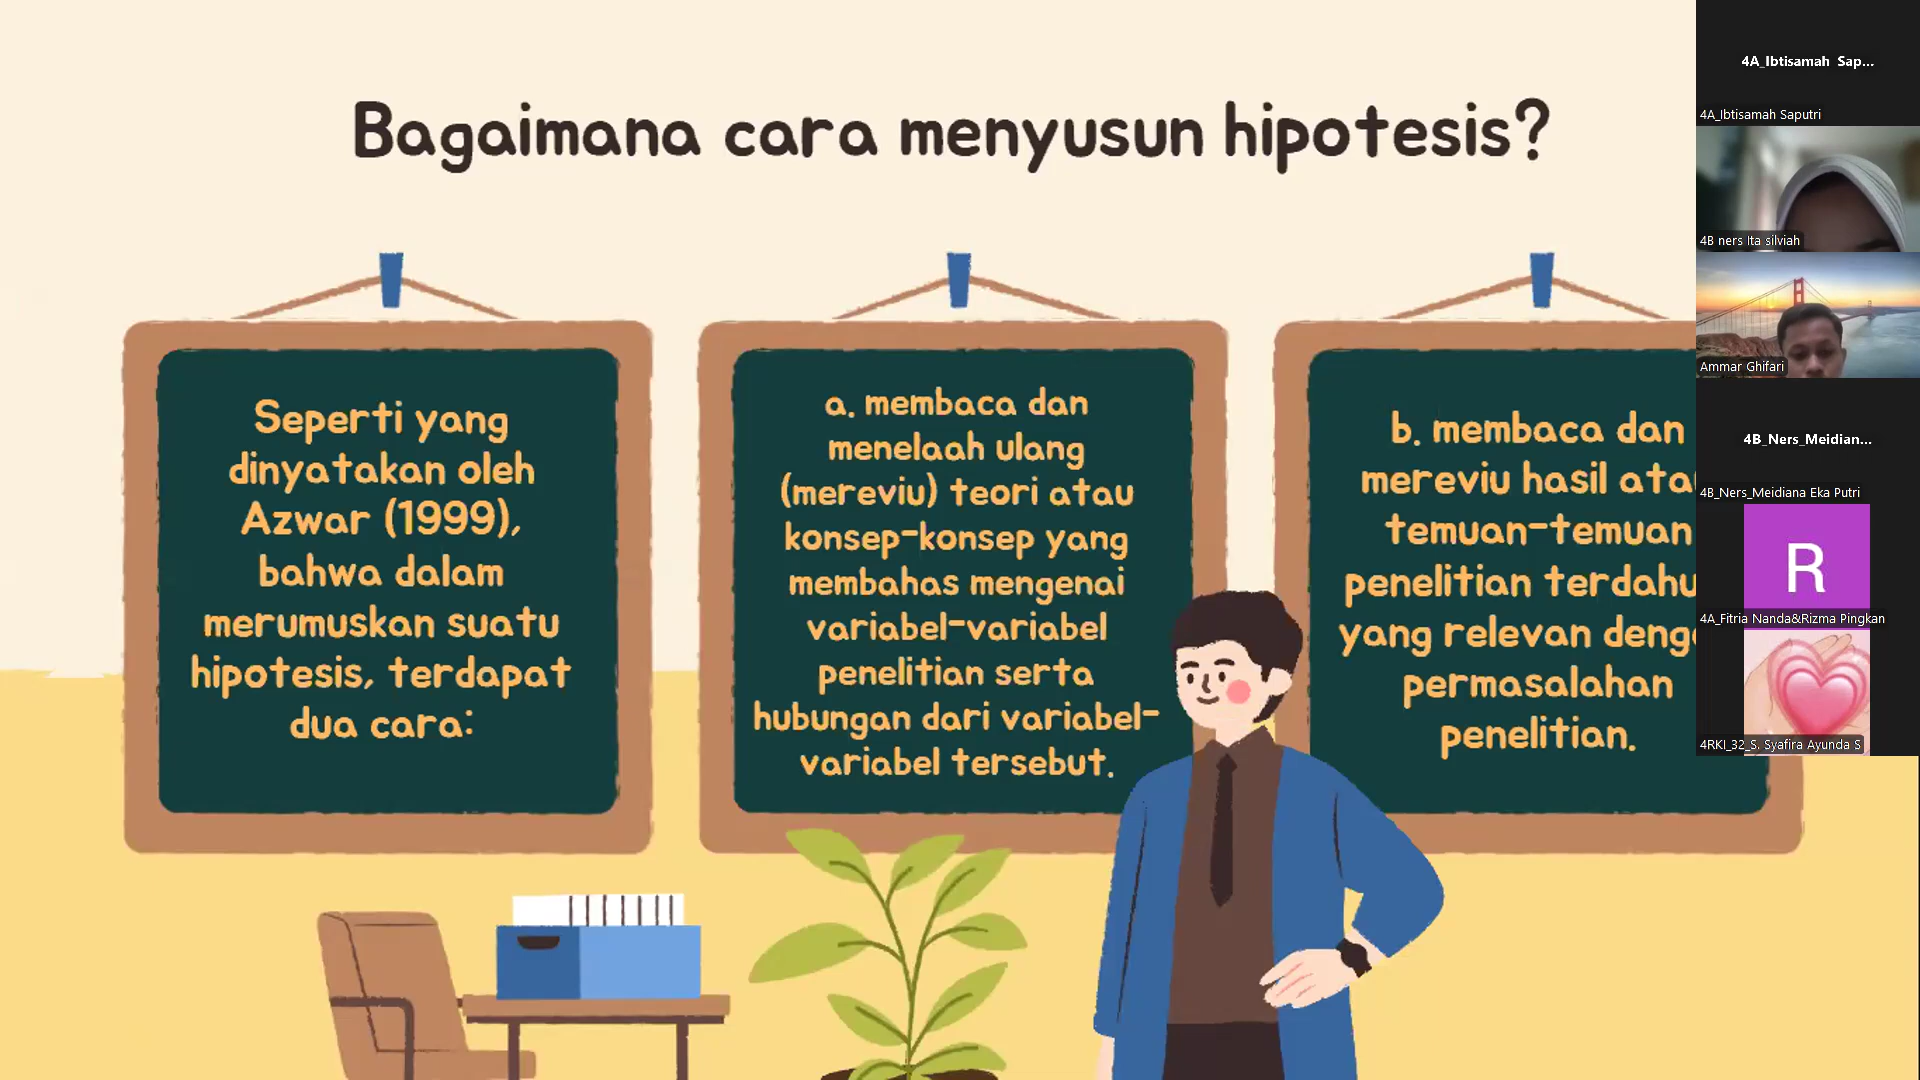 Bagaimana cara menyusun hipotesis?
Seperti yang
dinyatakan oleh
Azwar (1999),
bahwa dalam
merumuskan suatu
hipotesis, terdapat
dua cara:
a. membaca dan
menelaah ulang
(mereviu) teori atau
konsep-konsep yang
membahas mengenai
variabel-variabel
penelitian serta
hubungan dari variabel-
variabel tersebut.
b. membaca dan
mereviu hasil
temuan-temuan
penelitian
yang relevan
permasalahan
penelitian.
4A_Ibtisamah Sap...
4A_Ibtisamah Saputri
4B ners Ita silviah
Ammar Ghifari
4B_Ners_Meidian...
4B_Ners_Meidiana Eka Putri
R
4A_Fitria Nanda&Rizma Pingkan
4RKI_32_S. Syafira Ayunda S